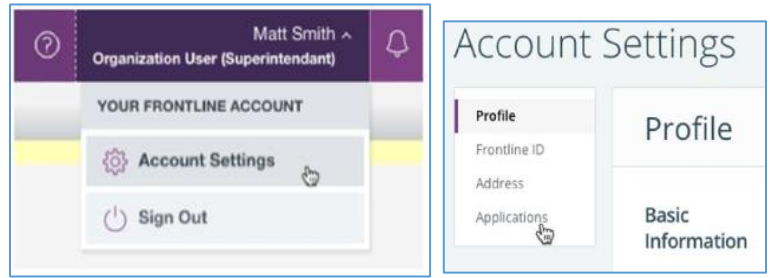 Matt Smith
Organization User (Superintendant)
YOUR FRONTLINE ACCOUNT
Account Settings
Sign Out
Account Settings
Profile
Frontline ID
Address
Applications
Profile
Basic
Information